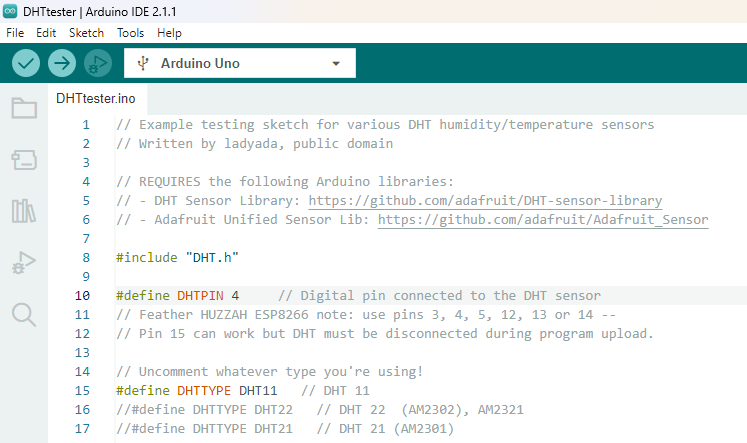 DHTtester | Arduino IDE 2.1.1
File Edit Sketch Tools Help
Arduino Uno
DHTtester.ino
1 // Example testing sketch for various DHT humidity/temperature sensors
2 // Written by ladyada, public domain
3
4 // REQUIRES the following Arduino libraries:
5 // - DHT Sensor Library: https://github.com/adafruit/DHT-sensor-library
6 // - Adafruit Unified Sensor Lib: https://github.com/adafruit/Adafruit_Sensor
7
8 #include "DHT.h"
9
10 #define DHTPIN 4     // Digital pin connected to the DHT sensor
11 // Feather HUZZAH ESP8266 note: use pins 3, 4, 5, 12, 13 or 14 --
12 // Pin 15 can work but DHT must be disconnected during program upload.
13
14 // Uncomment whatever type you're using!
15 #define DHTTYPE DHT11   // DHT 11
16 //#define DHTTYPE DHT22   // DHT 22  (AM2302), AM2321
17 //#define DHTTYPE DHT21   // DHT 21 (AM2301)